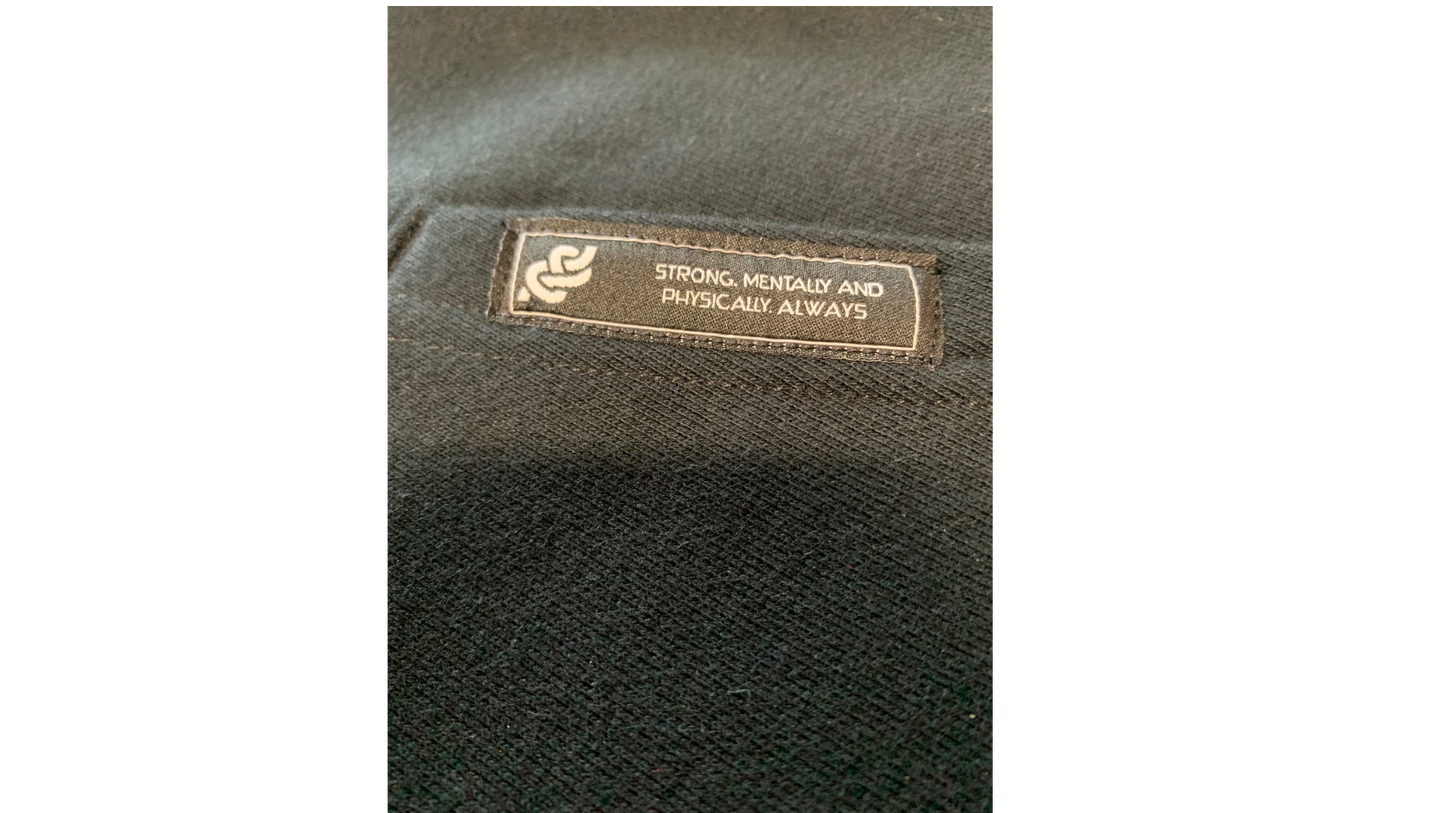 STRONG. MENTALLY AND
PHYSICALLY. ALWAYS